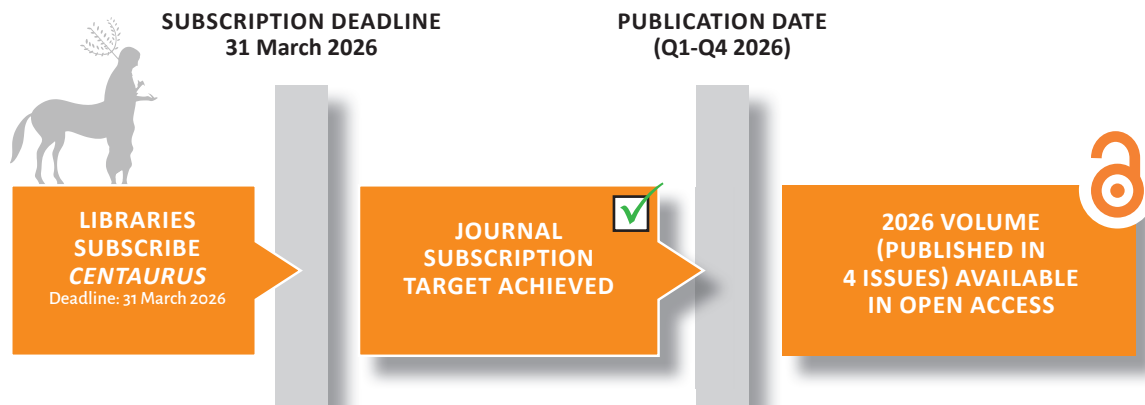 SUBSCRIPTION DEADLINE
31 March 2026
PUBLICATION DATE
(Q1-Q4 2026)
LIBRARIES
SUBSCRIBE
CENTAURUS
Deadline: 31 March 2026
JOURNAL
SUBSCRIPTION
TARGET ACHIEVED
2026 VOLUME
(PUBLISHED IN
4 ISSUES) AVAILABLE
IN OPEN ACCESS